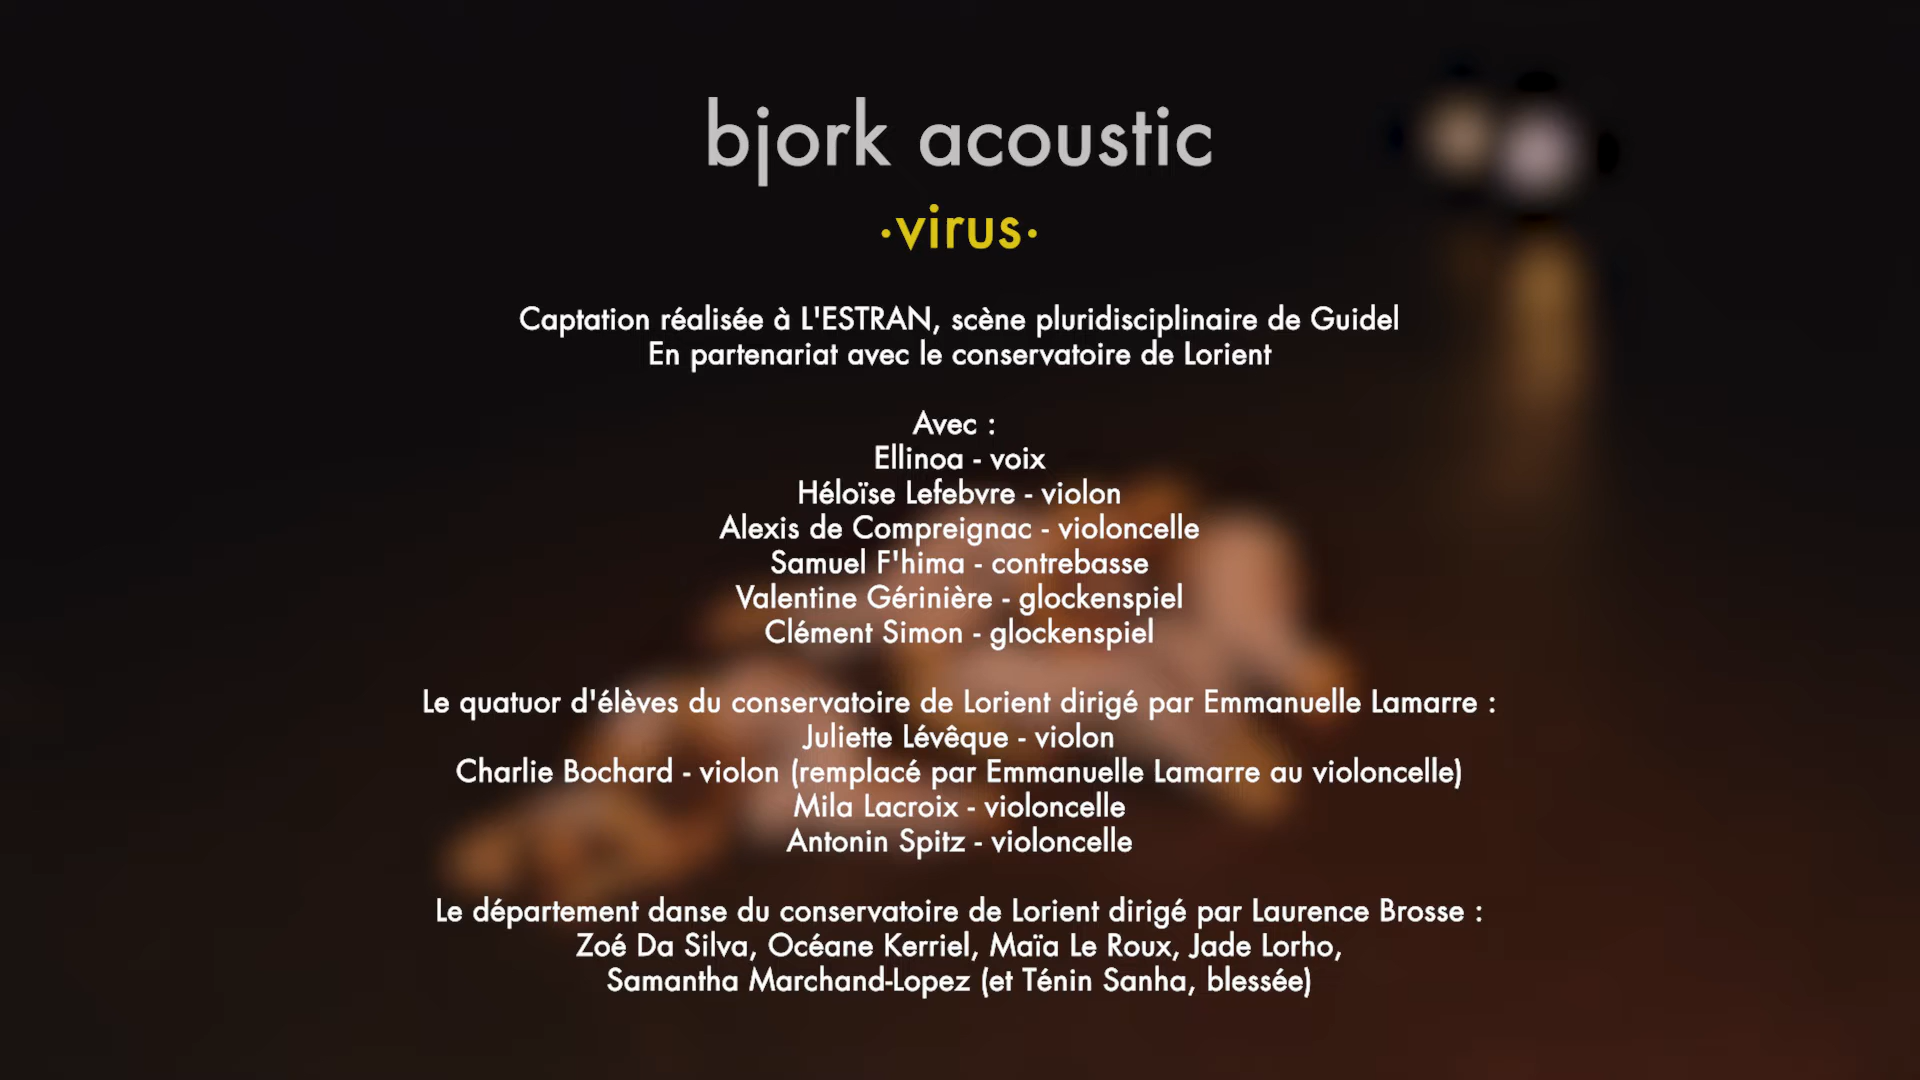 bjork acoustic
·virus·
Captation réalisée à L'ESTRAN, scène pluridisciplinaire de Guidel
En partenariat avec le conservatoire de Lorient
Avec :
Ellinoa - voix
Héloïse Lefebvre - violon
Alexis de Compreignac - violoncelle
Samuel F'hima - contrebasse
Valentine Gérinière - glockenspiel
Clément Simon - glockenspiel
Le quatuor d'élèves du conservatoire de Lorient dirigé par Emmanuelle Lamarre :
Juliette Lévêque - violon
Charlie Bochard - violon (remplacé par Emmanuelle Lamarre au violoncelle)
Mila Lacroix - violoncelle
Antonin Spitz - violoncelle
Le département danse du conservatoire de Lorient dirigé par Laurence Brosse :
Zoé Da Silva, Océane Kerriel, Maïa Le Roux, Jade Lorho,
Samantha Marchand-Lopez (et Ténin Sanha, blessée)